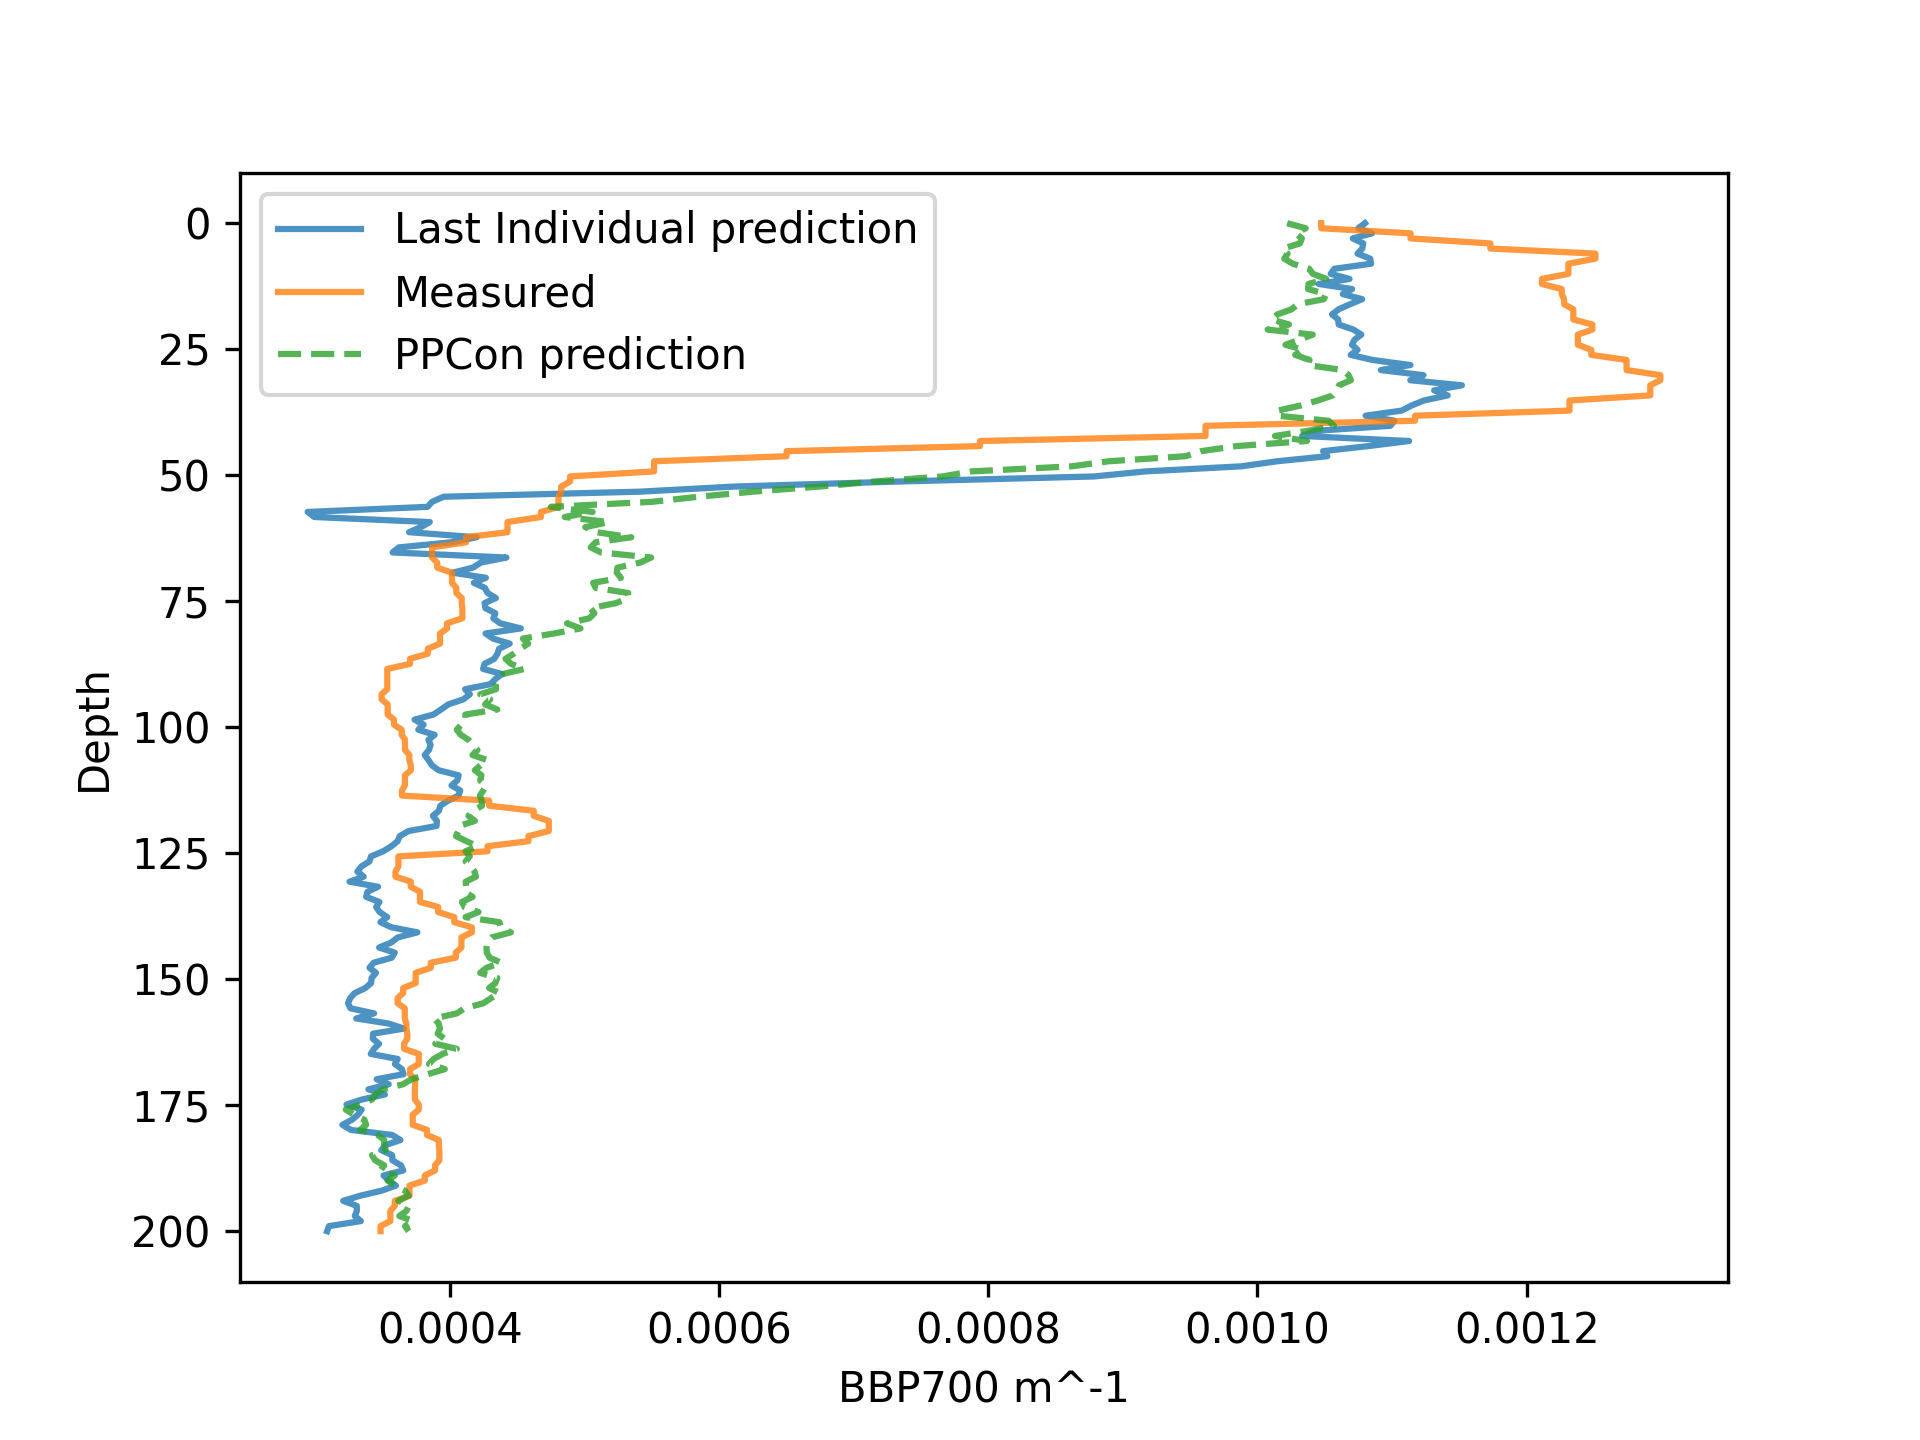 Last Individual prediction
Measured
PPCon prediction
0
25
50
75
100
125
150
175
200
Depth
0.0004 0.0006 0.0008 0.0010 0.0012
BBP700 m^-1